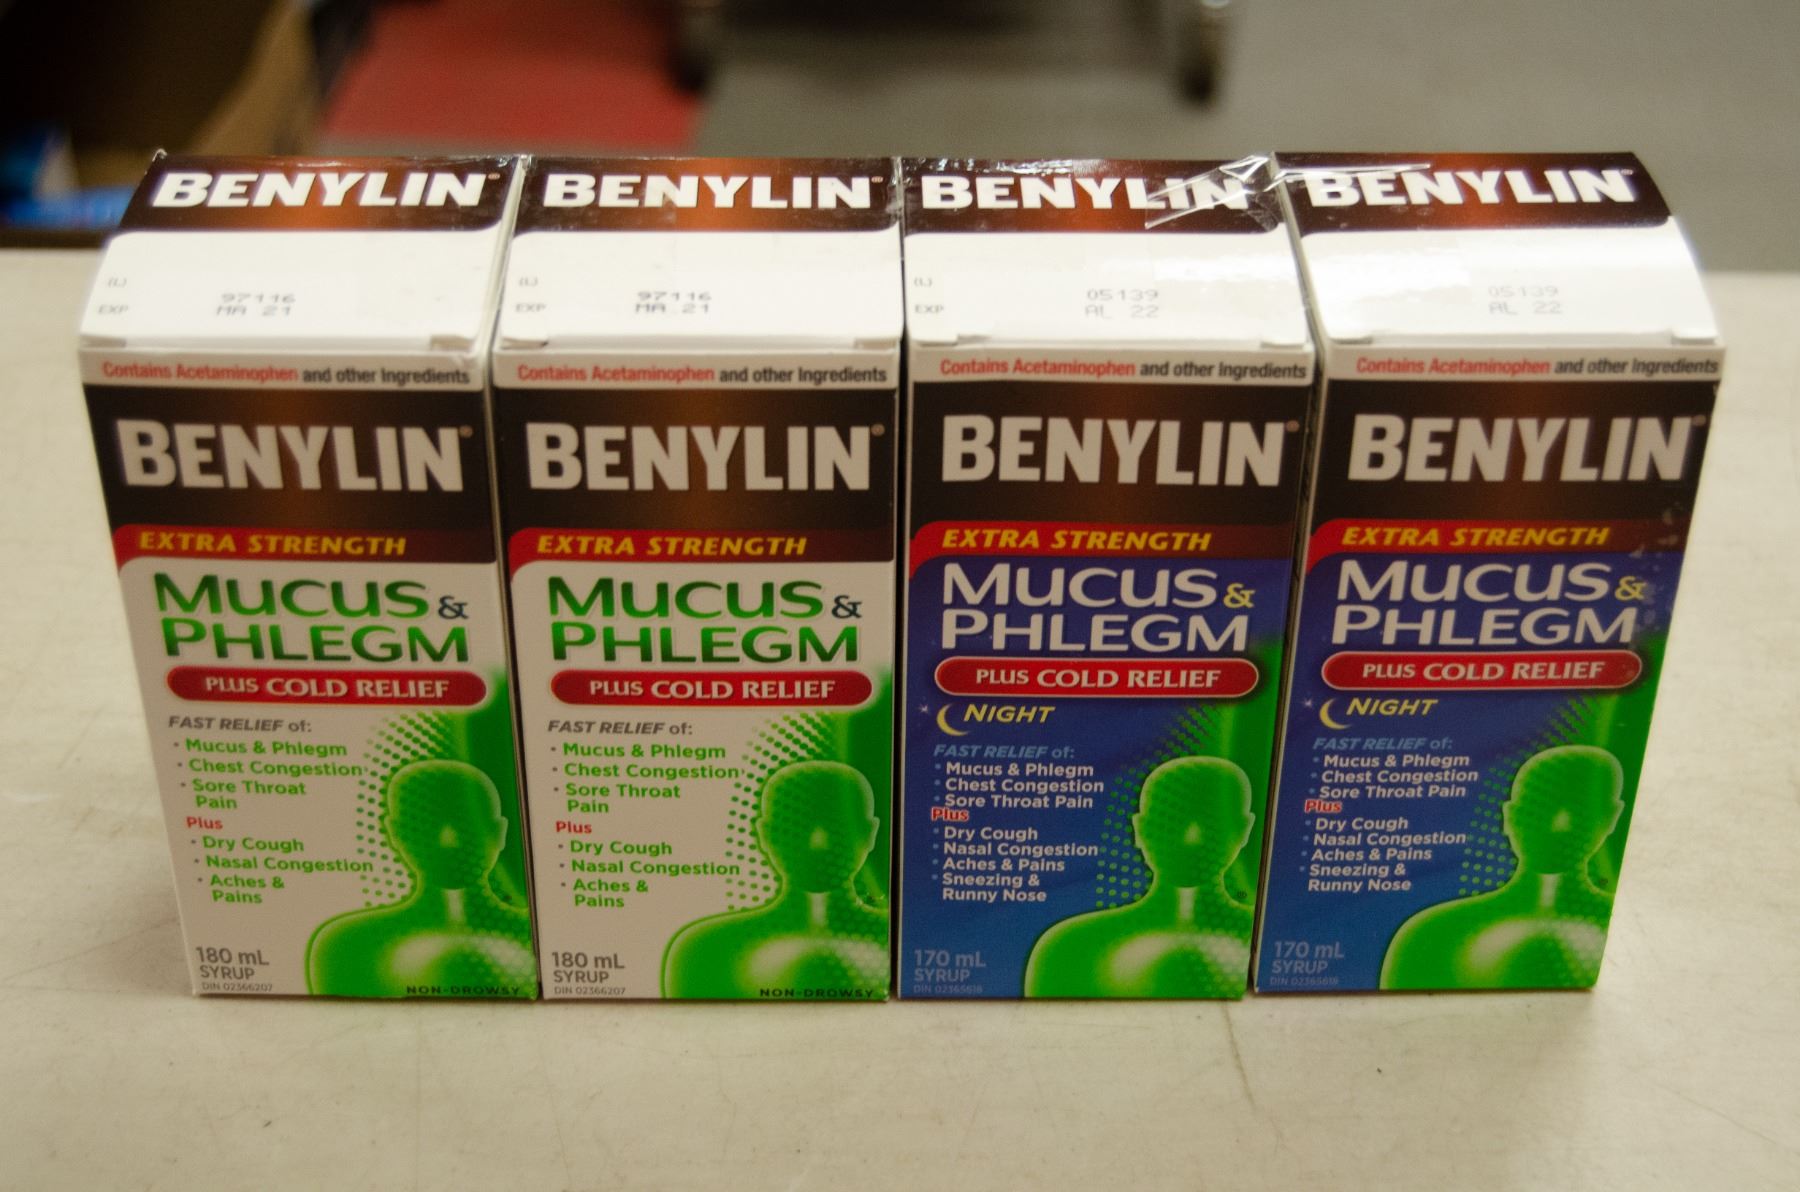 BENYLIN®
(L) 97116
EXP MA 21
Contains Acetaminophen and other Ingredients
BENYLIN®
EXTRA STRENGTH
MUCUS &
PHLEGM
PLUS COLD RELIEF
FAST RELIEF of:
• Mucus & Phlegm
• Chest Congestion
• Sore Throat
Pain
Plus
• Dry Cough
• Nasal Congestion
• Aches &
Pains
180 mL
SYRUP
DIN 02366207
NON-DROWSY
BENYLIN®
(L) 97116
EXP MA 21
Contains Acetaminophen and other Ingredients
BENYLIN®
EXTRA STRENGTH
MUCUS &
PHLEGM
PLUS COLD RELIEF
FAST RELIEF of:
• Mucus & Phlegm
• Chest Congestion
• Sore Throat
Pain
Plus
• Dry Cough
• Nasal Congestion
• Aches &
Pains
180 mL
SYRUP
DIN 02366207
NON-DROWSY
BENYLIN
(L) 05139
EXP AL 22
Contains Acetaminophen and other Ingredients
BENYLIN®
EXTRA STRENGTH
MUCUS &
PHLEGM
PLUS COLD RELIEF
NIGHT
FAST RELIEF of:
• Mucus & Phlegm
• Chest Congestion
• Sore Throat Pain
Plus
• Dry Cough
• Nasal Congestion
• Aches & Pains
• Sneezing &
Runny Nose
170 mL
SYRUP
DIN 02365618
BENYLIN®
05139
AL 22
Contains Acetaminophen and other Ingredients
BENYLIN®
EXTRA STRENGTH
MUCUS &
PHLEGM
PLUS COLD RELIEF
NIGHT
FAST RELIEF of:
• Mucus & Phlegm
• Chest Congestion
• Sore Throat Pain
Plus
• Dry Cough
• Nasal Congestion
• Aches & Pains
• Sneezing &
Runny Nose
170 mL
SYRUP
DIN 02365618